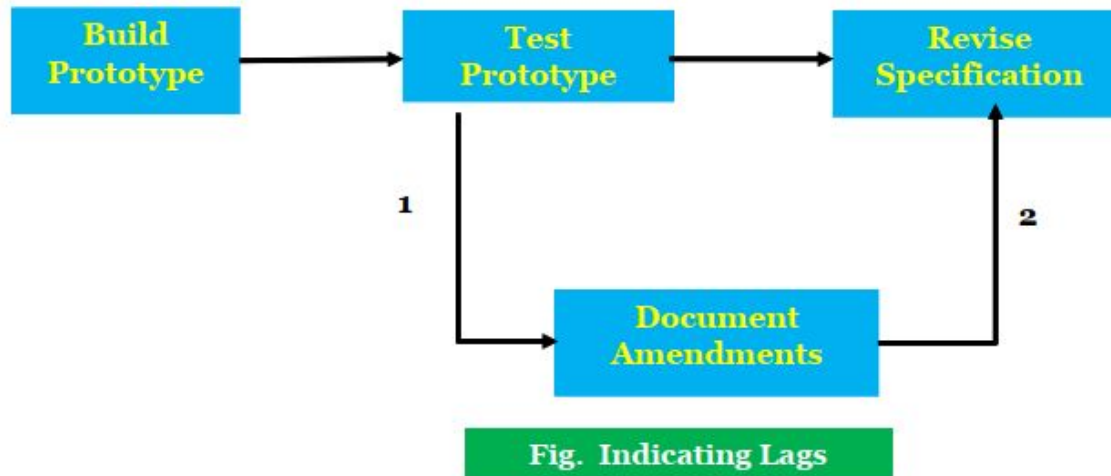 Build
Prototype
Test
Prototype
Revise
Specification
1
2
Document
Amendments
Fig. Indicating Lags